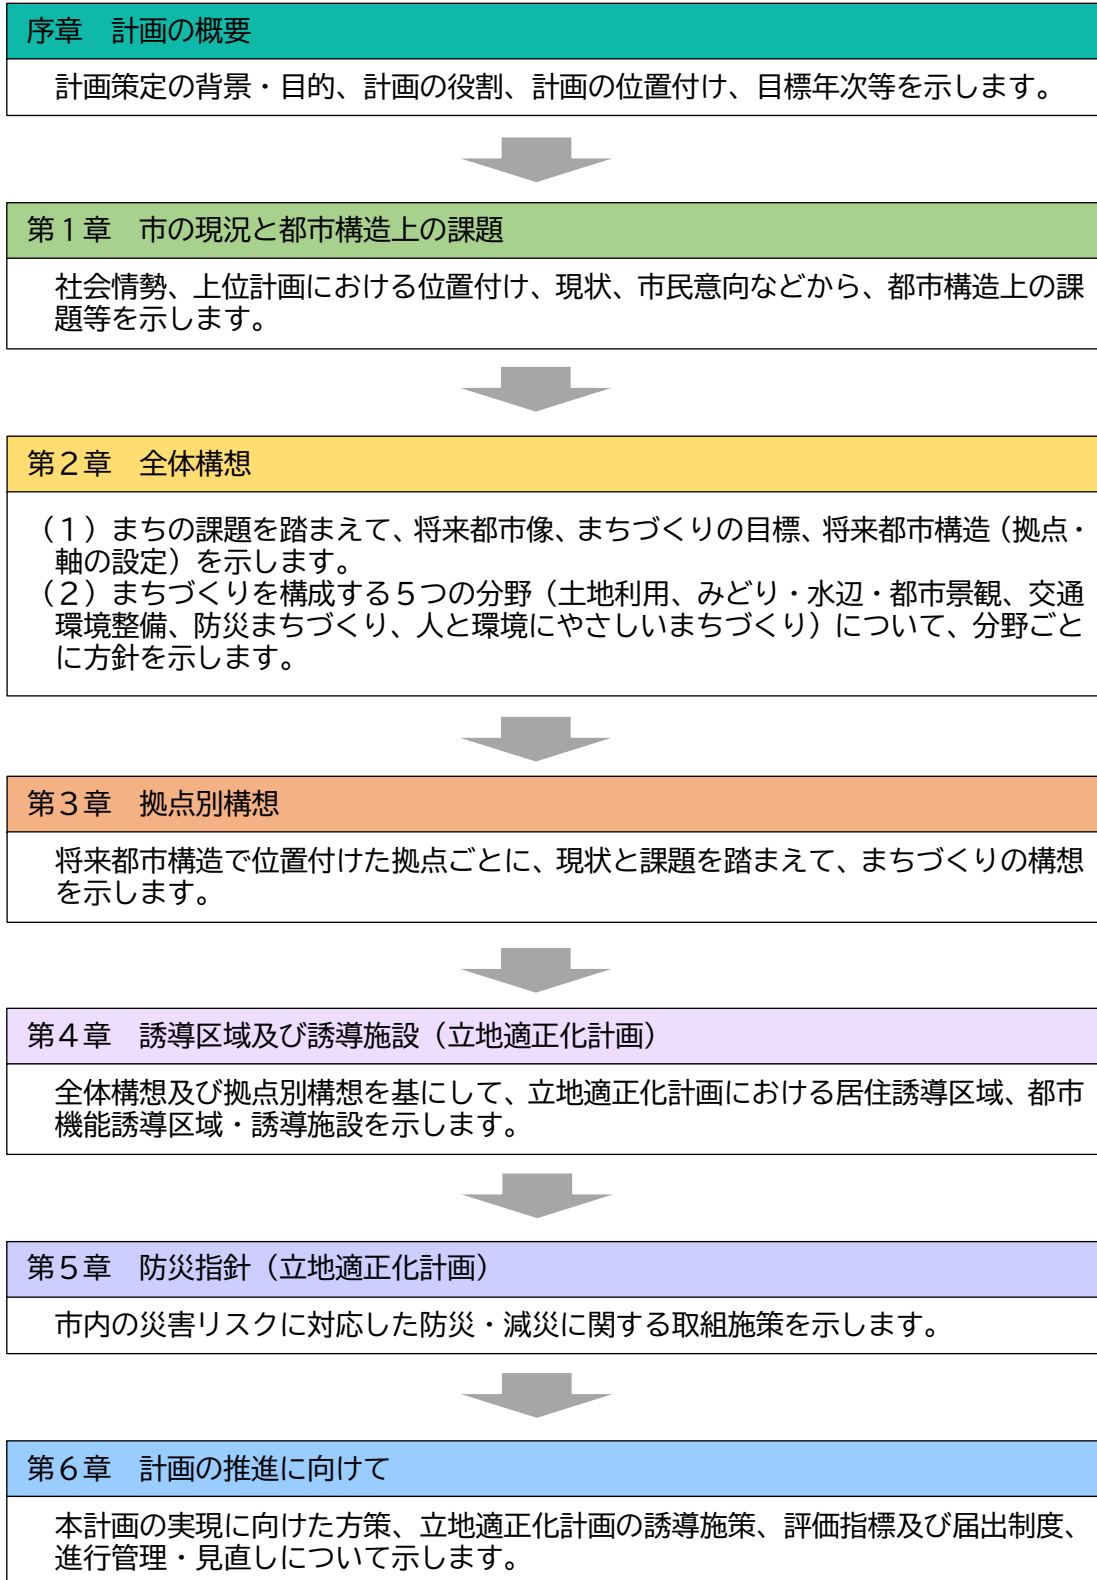 序章　計画の概要
計画策定の背景・目的、計画の役割、計画の位置付け、目標年次等を示します。
第１章　市の現況と都市構造上の課題
社会情勢、上位計画における位置付け、現状、市民意向などから、都市構造上の課
題等を示します。
第２章　全体構想
（１）まちの課題を踏まえて、将来都市像、まちづくりの目標、将来都市構造（拠点・
軸の設定）を示します。
（２）まちづくりを構成する５つの分野（土地利用、みどり・水辺・都市景観、交通
環境整備、防災まちづくり、人と環境にやさしいまちづくり）について、分野ごと
に方針を示します。
第３章　拠点別構想
将来都市構造で位置付けた拠点ごとに、現状と課題を踏まえて、まちづくりの構想
を示します。
第４章　誘導区域及び誘導施設（立地適正化計画）
全体構想及び拠点別構想を基にして、立地適正化計画における居住誘導区域、都市
機能誘導区域・誘導施設を示します。
第５章　防災指針（立地適正化計画）
市内の災害リスクに対応した防災・減災に関する取組施策を示します。
第６章　計画の推進に向けて
本計画の実現に向けた方策、立地適正化計画の誘導施策、評価指標及び届出制度、
進行管理・見直しについて示します。